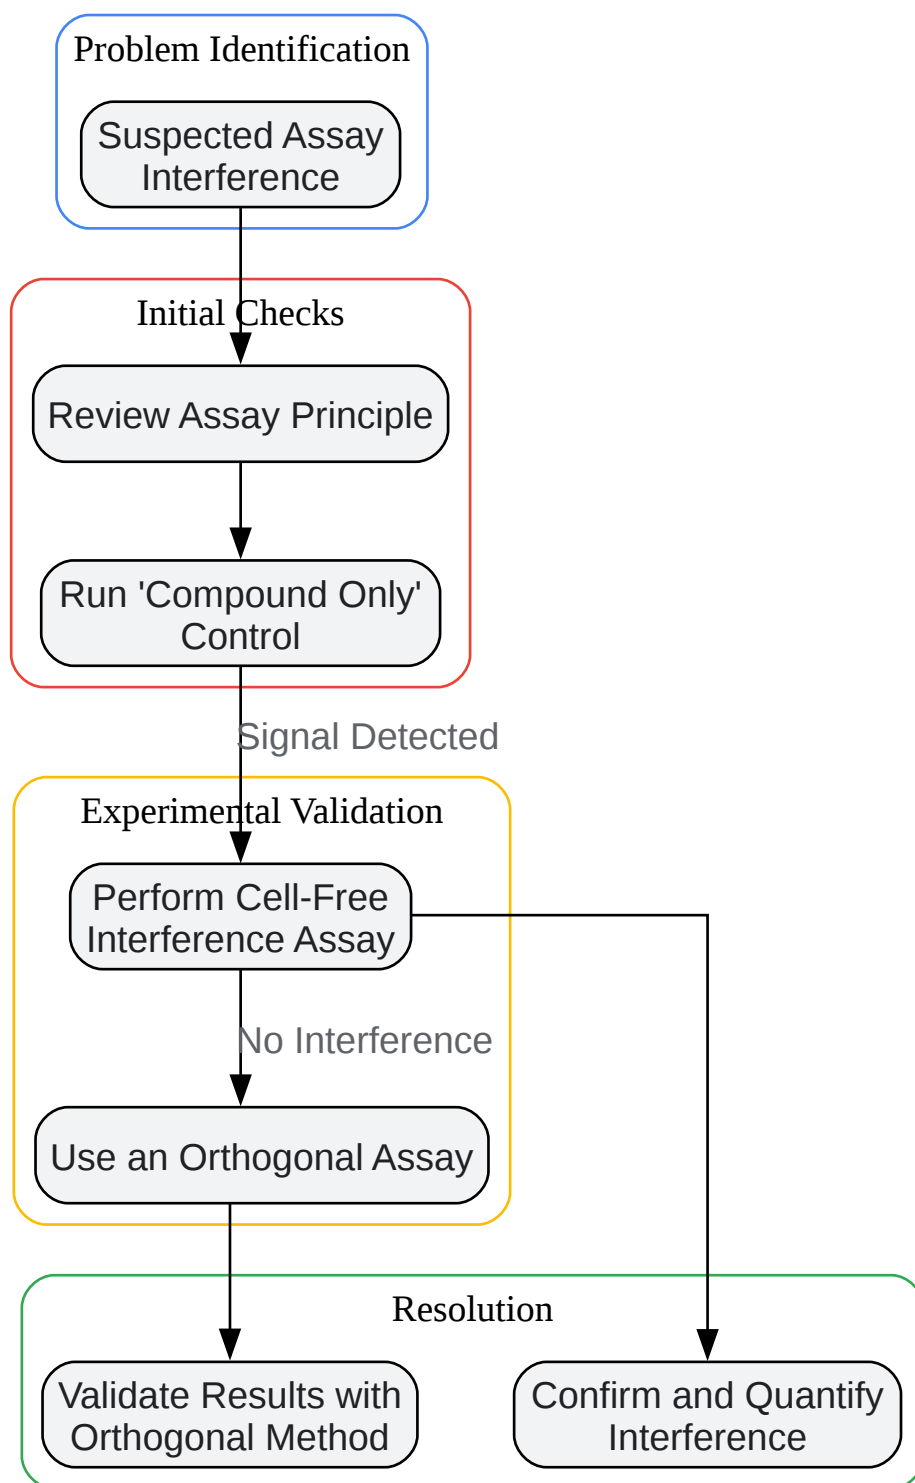 Problem Identification
Suspected Assay
Interference
Initial Checks
Review Assay Principle
Run 'Compound Only'
Control
Signal Detected
Experimental Validation
Perform Cell-Free
Interference Assay
No Interference
Use an Orthogonal Assay
Resolution
Validate Results with
Orthogonal Method
Confirm and Quantify
Interference